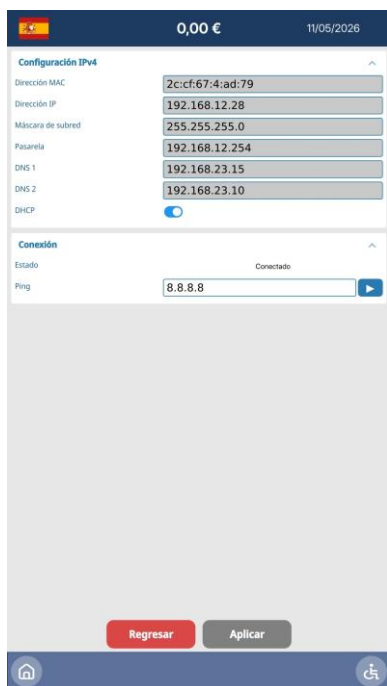 0,00 €
11/05/2026
Configuración IPv4
Dirección MAC
2c:cf:67:4:ad:79
Dirección IP
192.168.12.28
Máscara de subred
255.255.255.0
Pasarela
192.168.12.254
DNS 1
192.168.23.15
DNS 2
192.168.23.10
DHCP
Conexión
Estado
Conectado
Ping
8.8.8.8
Regresar
Aplicar